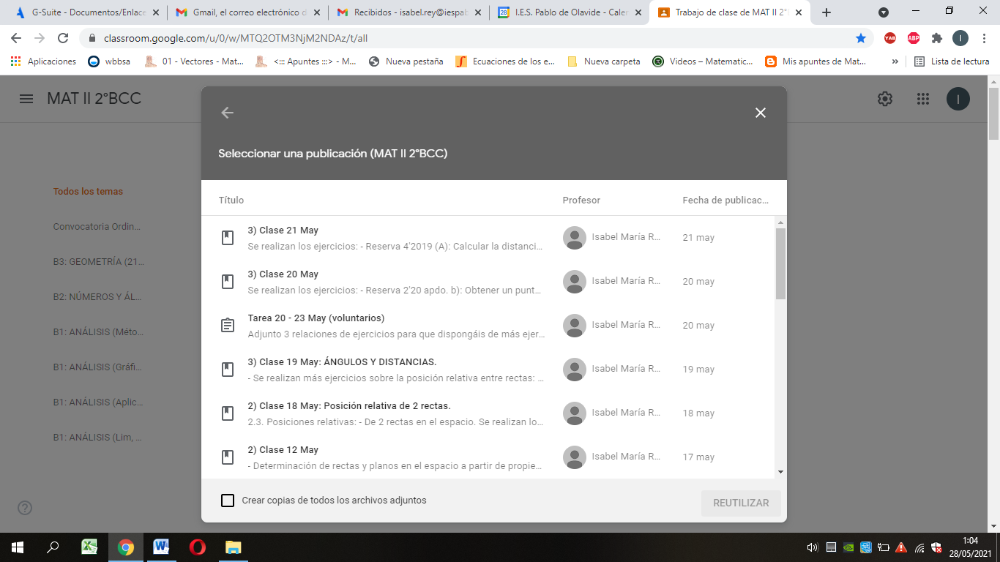 G-Suite - Documentos/Enlace
Gmail, el correo electrónico d
Recibidos - isabel.rey@iespab
28 I.E.S. Pablo de Olavide - Caler
Trabajo de clase de MAT II 2º
classroom.google.com/u/0/w/MTQ2OTM3NjM2NDAz/t/all
YAB ABP I
Aplicaciones
wbbsa
01 - Vectores - Mat...
<::: Apuntes :::> - M...
Nueva pestaña
Ecuaciones de los e...
Nueva carpeta
Videos – Matematic...
Mis apuntes de Mat...
»
Lista de lectura
MAT II 2ºBCC
I
Seleccionar una publicación (MAT II 2ºBCC)
Todos los temas
Convocatoria Ordin...
B3: GEOMETRÍA (21...
B2: NÚMEROS Y ÁL...
B1: ANÁLISIS (Méto...
B1: ANÁLISIS (Gráfi...
B1: ANÁLISIS (Aplic...
B1: ANÁLISIS (Lim, ...
Título Profesor Fecha de publicac...
3) Clase 21 May
Se realizan los ejercicios: - Reserva 4'2019 (A): Calcular la distanci...
Isabel María R... 21 may
3) Clase 20 May
Se realizan los ejercicios: - Reserva 2'20 apdo. b): Obtener un punt...
Isabel María R... 20 may
Tarea 20 - 23 May (voluntarios)
Adjunto 3 relaciones de ejercicios para que dispongáis de más ejer...
Isabel María R... 20 may
3) Clase 19 May: ÁNGULOS Y DISTANCIAS.
- Se realizan más ejercicios sobre la posición relativa entre rectas: ...
Isabel María R... 19 may
2) Clase 18 May: Posición relativa de 2 rectas.
2.3. Posiciones relativas: - De 2 rectas en el espacio. Se realizan lo...
Isabel María R... 18 may
2) Clase 12 May
- Determinación de rectas y planos en el espacio a partir de propie...
Isabel María R... 17 may
Crear copias de todos los archivos adjuntos
REUTILIZAR
1:04
28/05/2021